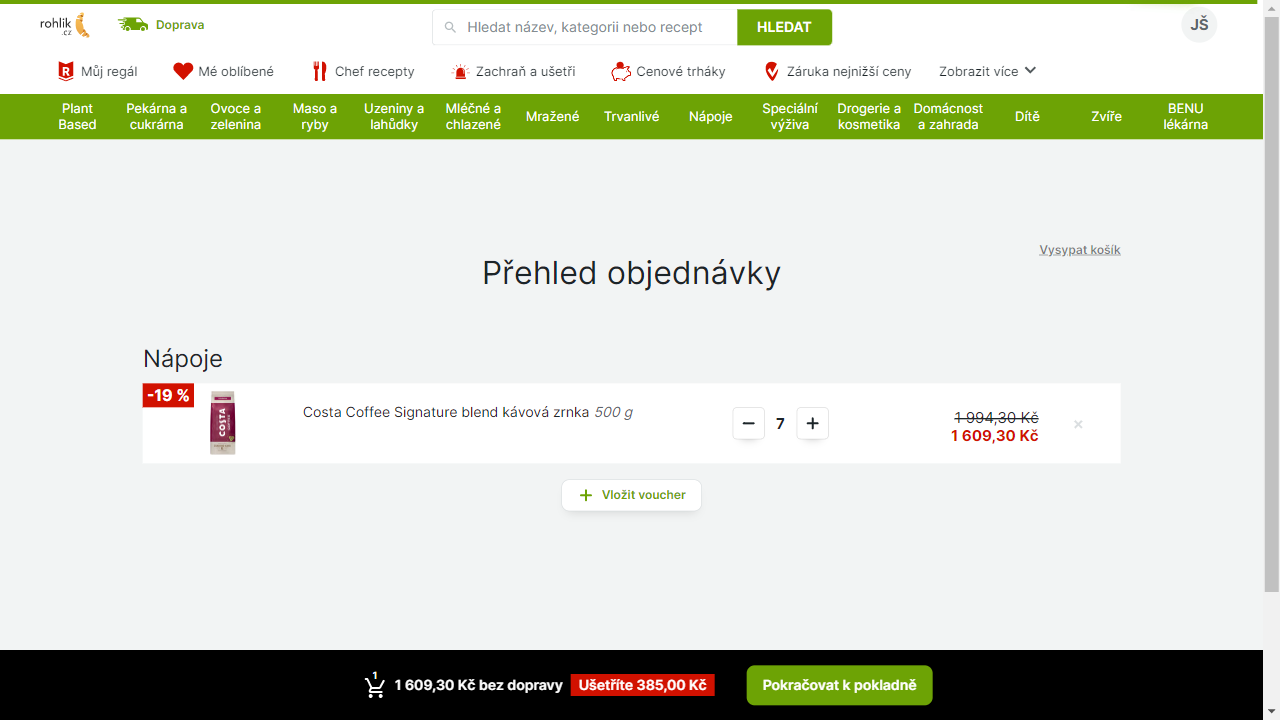 rohlik
.cz
Doprava
Hledat název, kategorii nebo recept
HLEDAT
JŠ
Můj regál
Mé oblíbené
Chef recepty
Zachraň a ušetři
Cenové trháky
Záruka nejnižší ceny
Zobrazit více
Plant
Based
Pekárna a
cukrárna
Ovoce a
zelenina
Maso a
ryby
Uzeniny a
lahůdky
Mléčné a
chlazené
Mražené
Trvanlivé
Nápoje
Speciální
výživa
Drogerie a
kosmetika
Domácnost
a zahrada
Dítě
Zvíře
BENU
lékárna
Vysypat košík
Přehled objednávky
Nápoje
-19 %
COSTA
Costa Coffee Signature blend kávová zrnka 500 g
7
1 994,30 Kč
1 609,30 Kč
Vložit voucher
1
1 609,30 Kč bez dopravy
Ušetříte 385,00 Kč
Pokračovat k pokladně